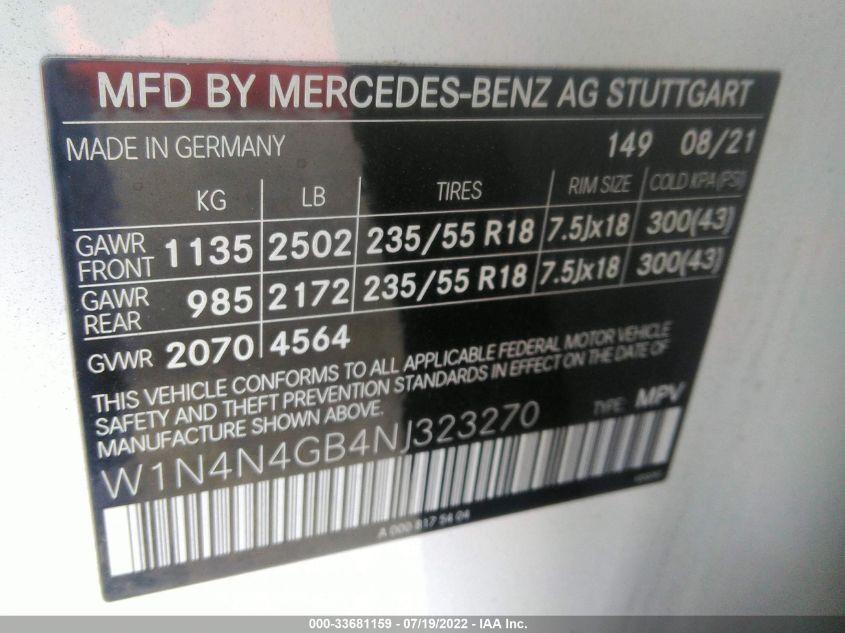 MFD BY MERCEDES-BENZ AG STUTTGART
MADE IN GERMANY 149 08/21
KG LB TIRES RIM SIZE COLD KPA (PSI)
GAWR FRONT 1135 2502 235/55 R18 7.5Jx18 300(43)
GAWR REAR 985 2172 235/55 R18 7.5Jx18 300(43)
GVWR 2070 4564
THIS VEHICLE CONFORMS TO ALL APPLICABLE FEDERAL MOTOR VEHICLE
SAFETY AND THEFT PREVENTION STANDARDS IN EFFECT ON THE DATE OF
MANUFACTURE SHOWN ABOVE. TYPE: MPV
W1N4N4GB4NJ323270
A 000 817 54 04
000-33681159 - 07/19/2022 - IAA Inc.